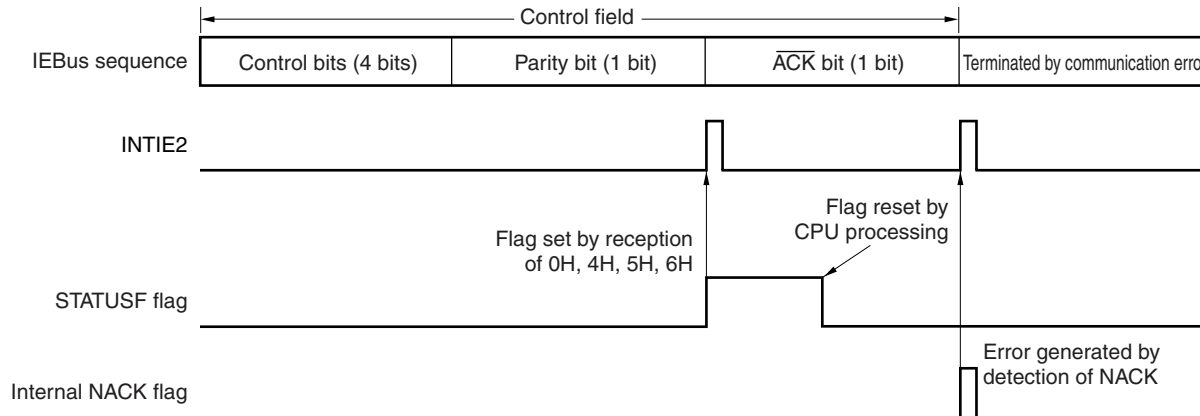 Control field
IEBus sequence
Control bits (4 bits)
Parity bit (1 bit)
ACK bit (1 bit)
Terminated by communication erro
INTIE2
Flag set by reception
of 0H, 4H, 5H, 6H
Flag reset by
CPU processing
STATUSF flag
Error generated by
detection of NACK
Internal NACK flag